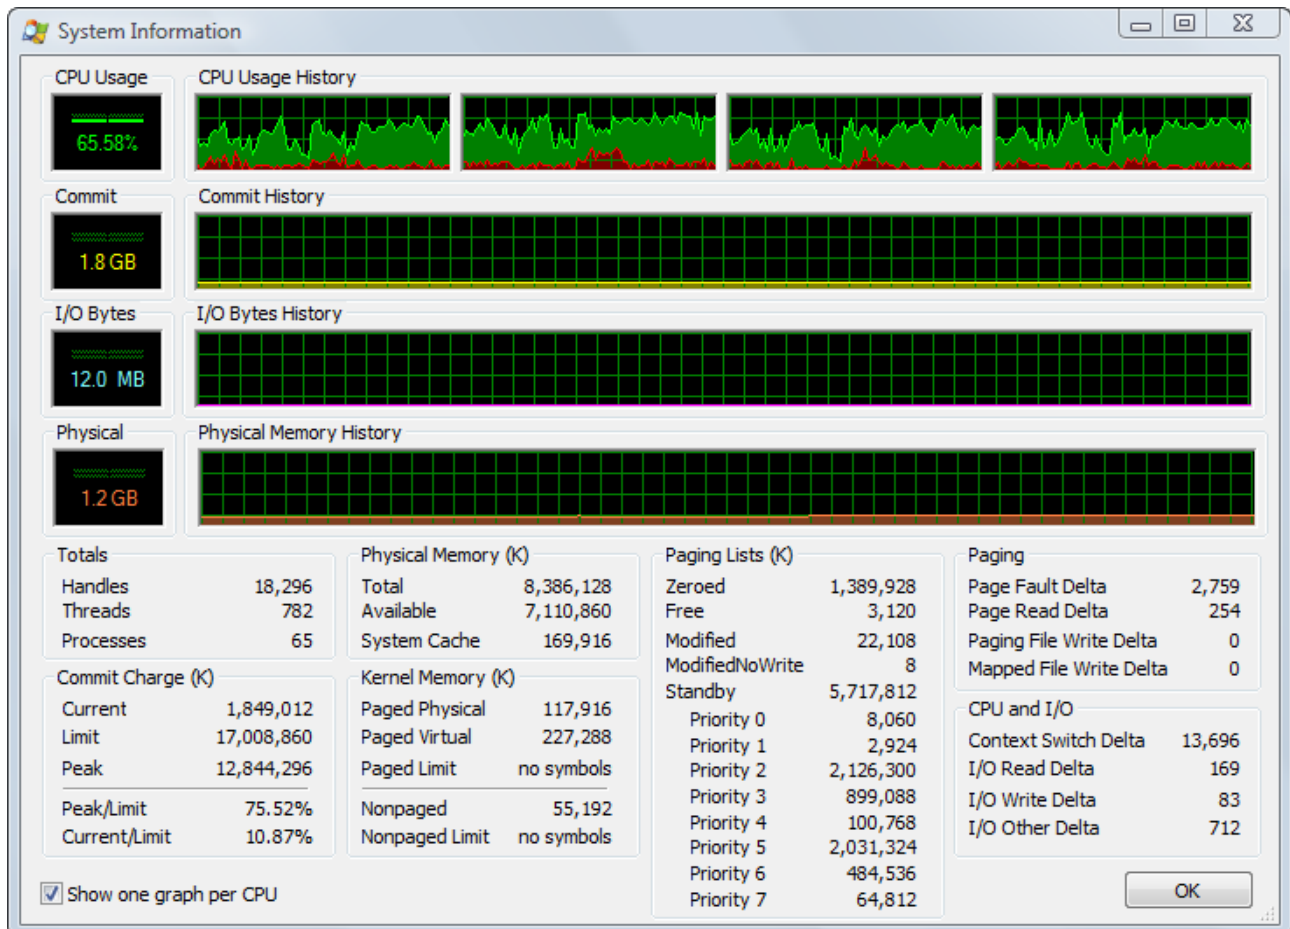 System Information
CPU Usage
CPU Usage History
65.58%
Commit
Commit History
1.8 GB
I/O Bytes
I/O Bytes History
12.0 MB
Physical
Physical Memory History
1.2 GB
Totals
Handles 18,296
Threads 782
Processes 65
Commit Charge (K)
Current 1,849,012
Limit 17,008,860
Peak 12,844,296
Peak/Limit 75.52%
Current/Limit 10.87%
Physical Memory (K)
Total 8,386,128
Available 7,110,860
System Cache 169,916
Kernel Memory (K)
Paged Physical 117,916
Paged Virtual 227,288
Paged Limit no symbols
Nonpaged 55,192
Nonpaged Limit no symbols
Paging Lists (K)
Zeroed 1,389,928
Free 3,120
Modified 22,108
ModifiedNoWrite 8
Standby 5,717,812
Priority 0 8,060
Priority 1 2,924
Priority 2 2,126,300
Priority 3 899,088
Priority 4 100,768
Priority 5 2,031,324
Priority 6 484,536
Priority 7 64,812
Paging
Page Fault Delta 2,759
Page Read Delta 254
Paging File Write Delta 0
Mapped File Write Delta 0
CPU and I/O
Context Switch Delta 13,696
I/O Read Delta 169
I/O Write Delta 83
I/O Other Delta 712
Show one graph per CPU
OK